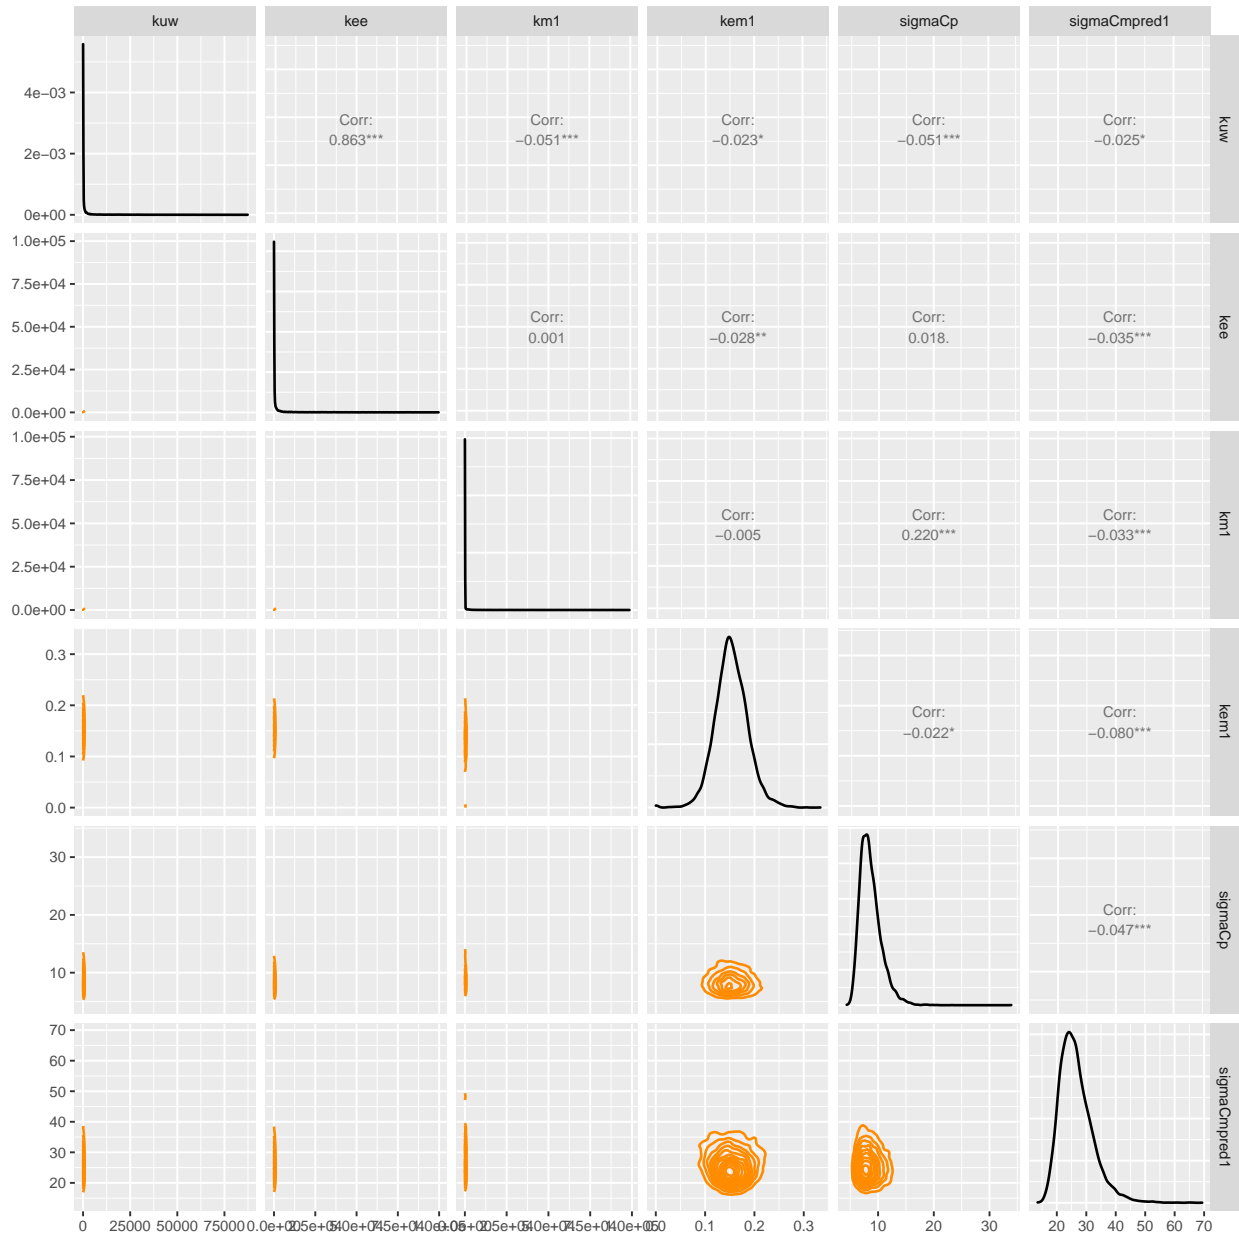 kuw kee km1 kem1 sigmaCp sigmaCmpred1
4e−03
2e−03
0e+00
Corr:
0.863***
Corr:
−0.051***
Corr:
−0.023*
Corr:
−0.051***
Corr:
−0.025*
kuw
1.0e+05
7.5e+04
5.0e+04
2.5e+04
0.0e+00
Corr:
0.001
Corr:
−0.028**
Corr:
0.018.
Corr:
−0.035***
kee
1.0e+05
7.5e+04
5.0e+04
2.5e+04
0.0e+00
Corr:
−0.005
Corr:
0.220***
Corr:
−0.033***
km1
0.3
0.2
0.1
0.0
Corr:
−0.022*
Corr:
−0.080***
kem1
30
20
10
Corr:
−0.047***
sigmaCp
70
60
50
40
30
20
sigmaCmpred1
0 25000 50000 75000 0.1 0.2 0.3 10 20 30 20 30 40 50 60 70